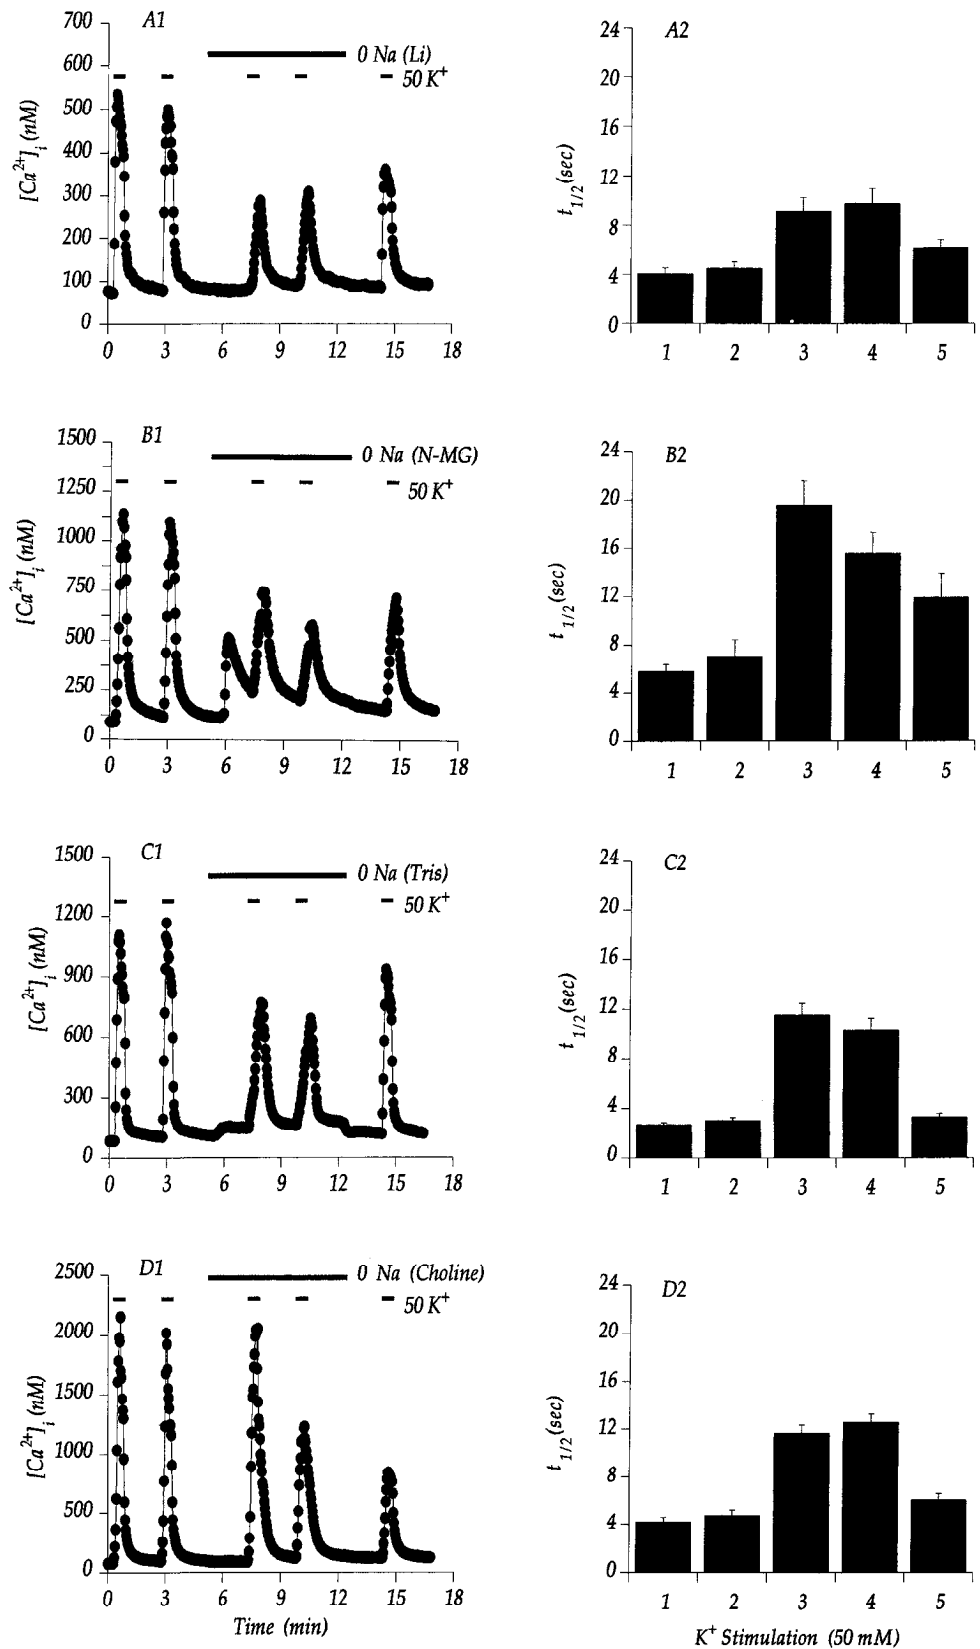 A1
0 Na (Li)
50 K⁺
[Ca²⁺]ᵢ (nM)
700
600
500
400
300
200
100
0
0 3 6 9 12 15 18
A2
t 1/2 (sec)
24
20
16
12
8
4
0
1 2 3 4 5
B1
0 Na (N-MG)
50 K⁺
[Ca²⁺]ᵢ (nM)
1500
1250
1000
750
500
250
0
0 3 6 9 12 15 18
B2
t 1/2 (sec)
24
20
16
12
8
4
0
1 2 3 4 5
C1
0 Na (Tris)
50 K⁺
[Ca²⁺]ᵢ (nM)
1500
1200
900
600
300
0
0 3 6 9 12 15 18
C2
t 1/2 (sec)
24
20
16
12
8
4
0
1 2 3 4 5
D1
0 Na (Choline)
50 K⁺
[Ca²⁺]ᵢ (nM)
2500
2000
1500
1000
500
0
0 3 6 9 12 15 18
Time (min)
D2
t 1/2 (sec)
24
20
16
12
8
4
0
1 2 3 4 5
K⁺ Stimulation (50 mM)